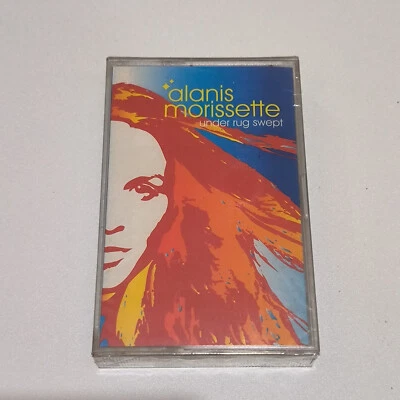 alanis
morissette
under rug swept